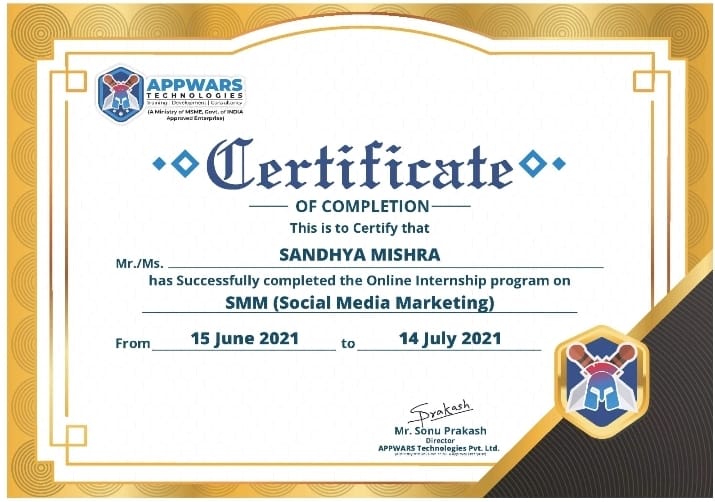 APPWARS
TECHNOLOGIES
Training | Development | Consultancy
(A Ministry of MSME, Govt. of INDIA
Approved Enterprise)
Certificate
OF COMPLETION
This is to Certify that
Mr./Ms. SANDHYA MISHRA
has Successfully completed the Online Internship program on
SMM (Social Media Marketing)
From 15 June 2021 to 14 July 2021
SPrakash
Mr. Sonu Prakash
Director
APPWARS Technologies Pvt. Ltd.